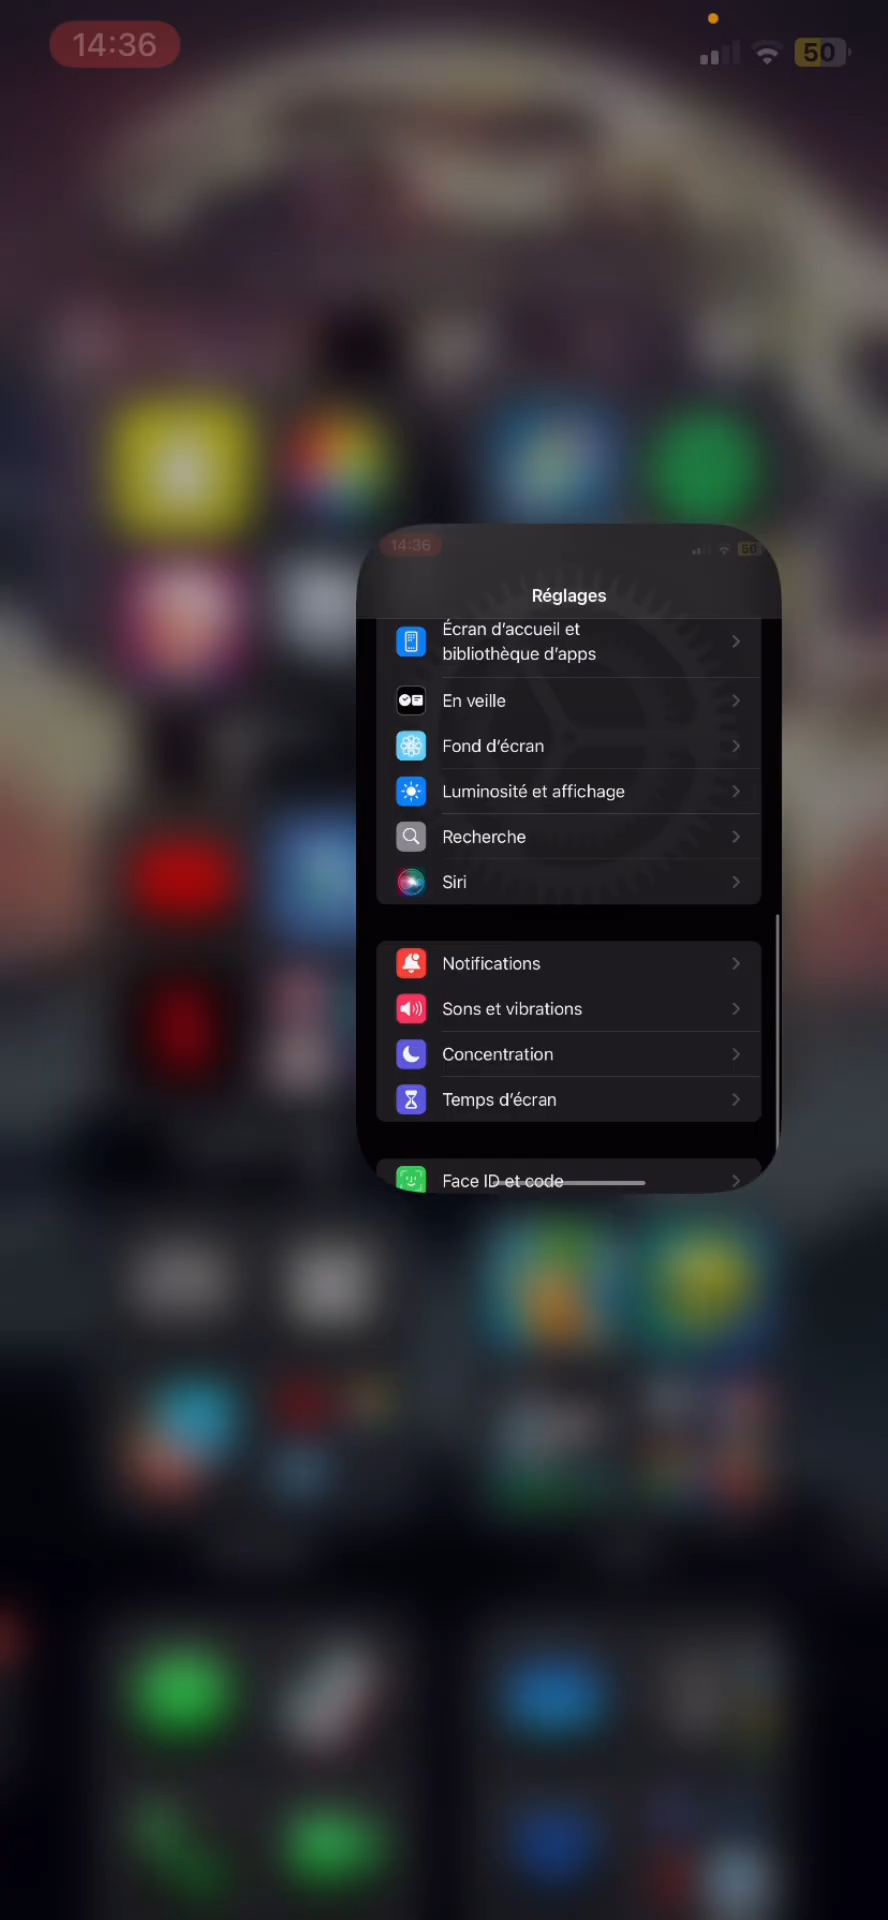 14:36
50
14:36
50
Réglages
Écran d'accueil et
bibliothèque d'apps
En veille
Fond d'écran
Luminosité et affichage
Recherche
Siri
Notifications
Sons et vibrations
Concentration
Temps d'écran
Face ID et code